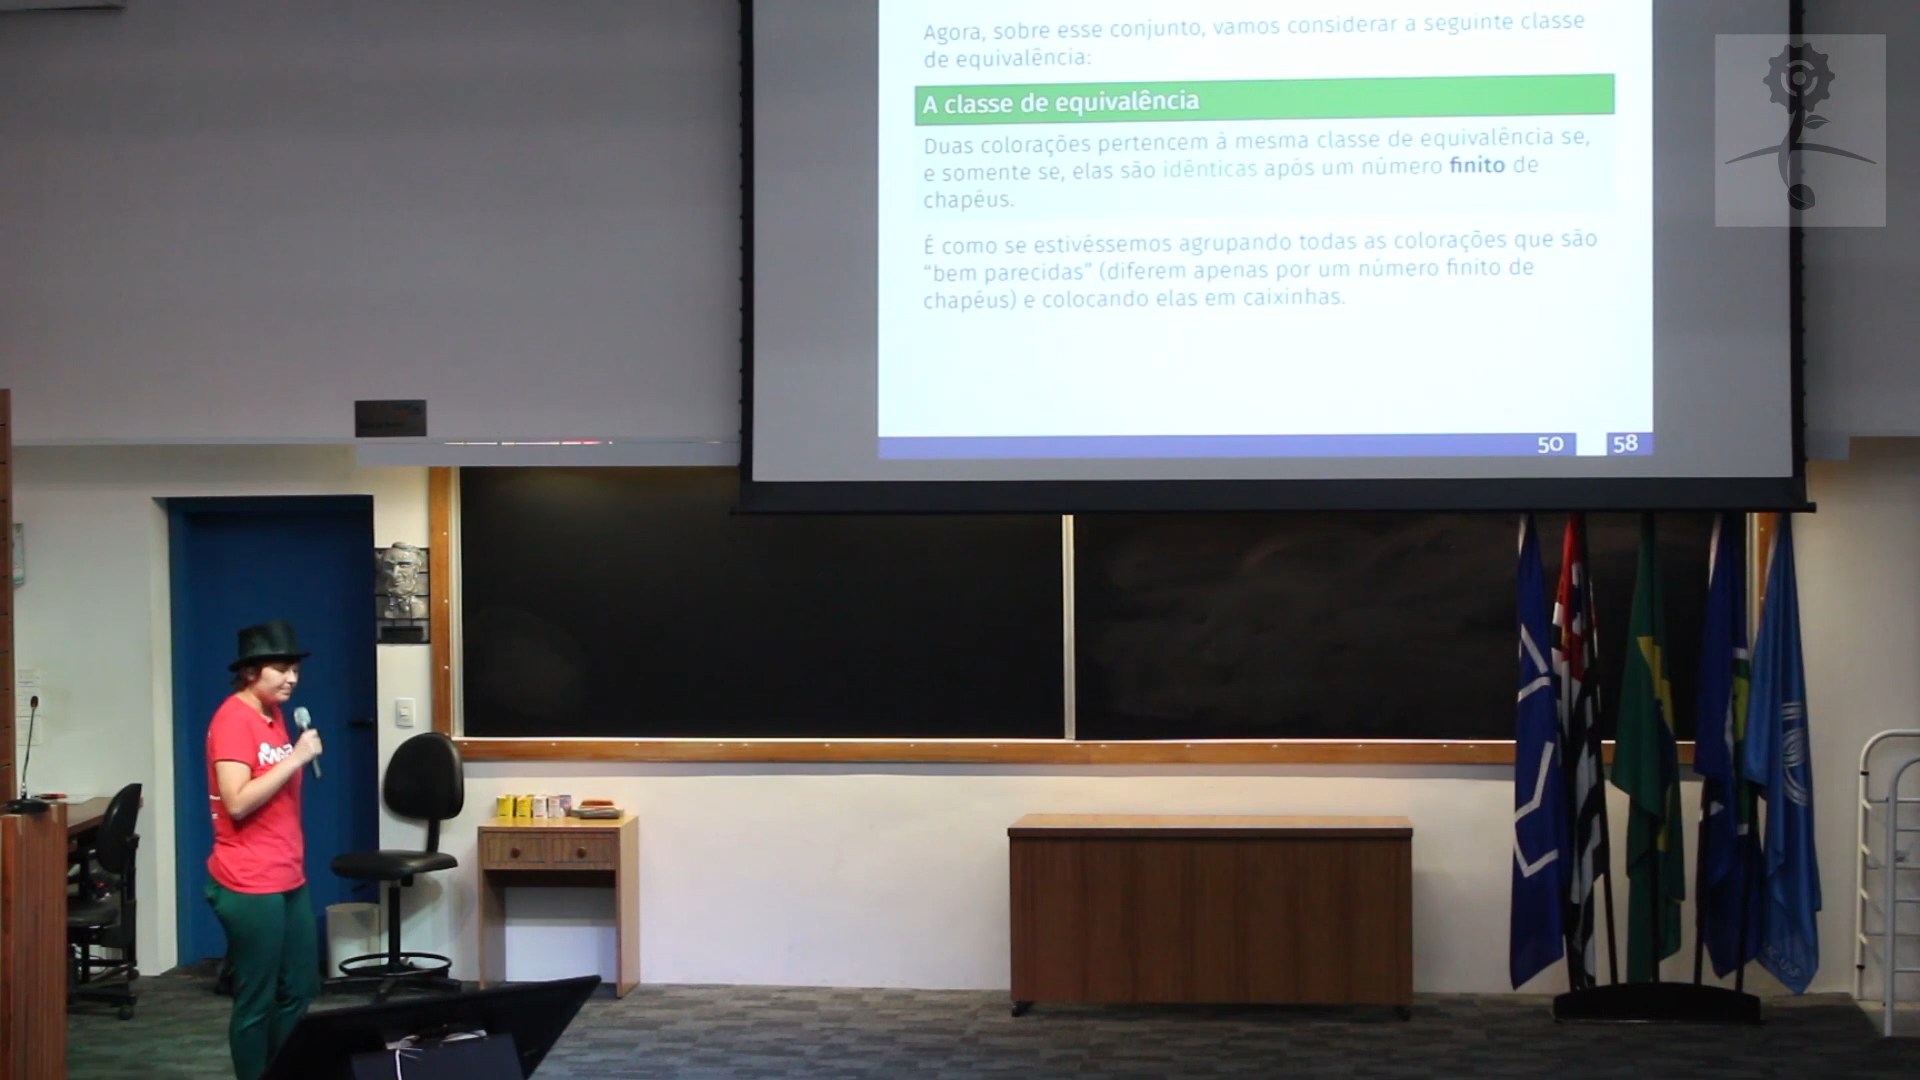 Agora, sobre esse conjunto, vamos considerar a seguinte classe
de equivalência:
A classe de equivalência
Duas colorações pertencem à mesma classe de equivalência se,
e somente se, elas são idênticas após um número finito de
chapéus.
É como se estivéssemos agrupando todas as colorações que são
“bem parecidas” (diferem apenas por um número finito de
chapéus) e colocando elas em caixinhas.
50 58